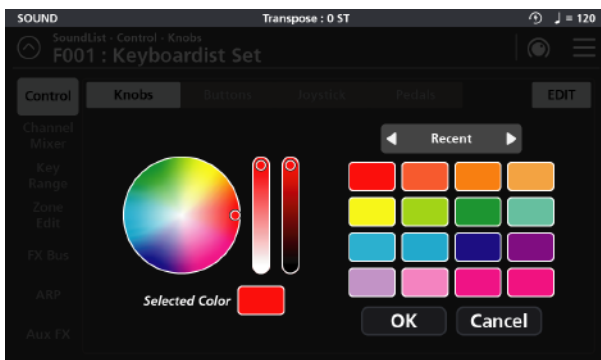 SOUND
Transpose : 0 ST
♩ = 120
SoundList - Control - Knobs
F001 : Keyboardist Set
Control
Knobs
Buttons
Joystick
Pedals
EDIT
Channel
Mixer
Key
Range
Zone
Edit
FX Bus
ARP
Aux FX
Recent
Selected Color
OK
Cancel